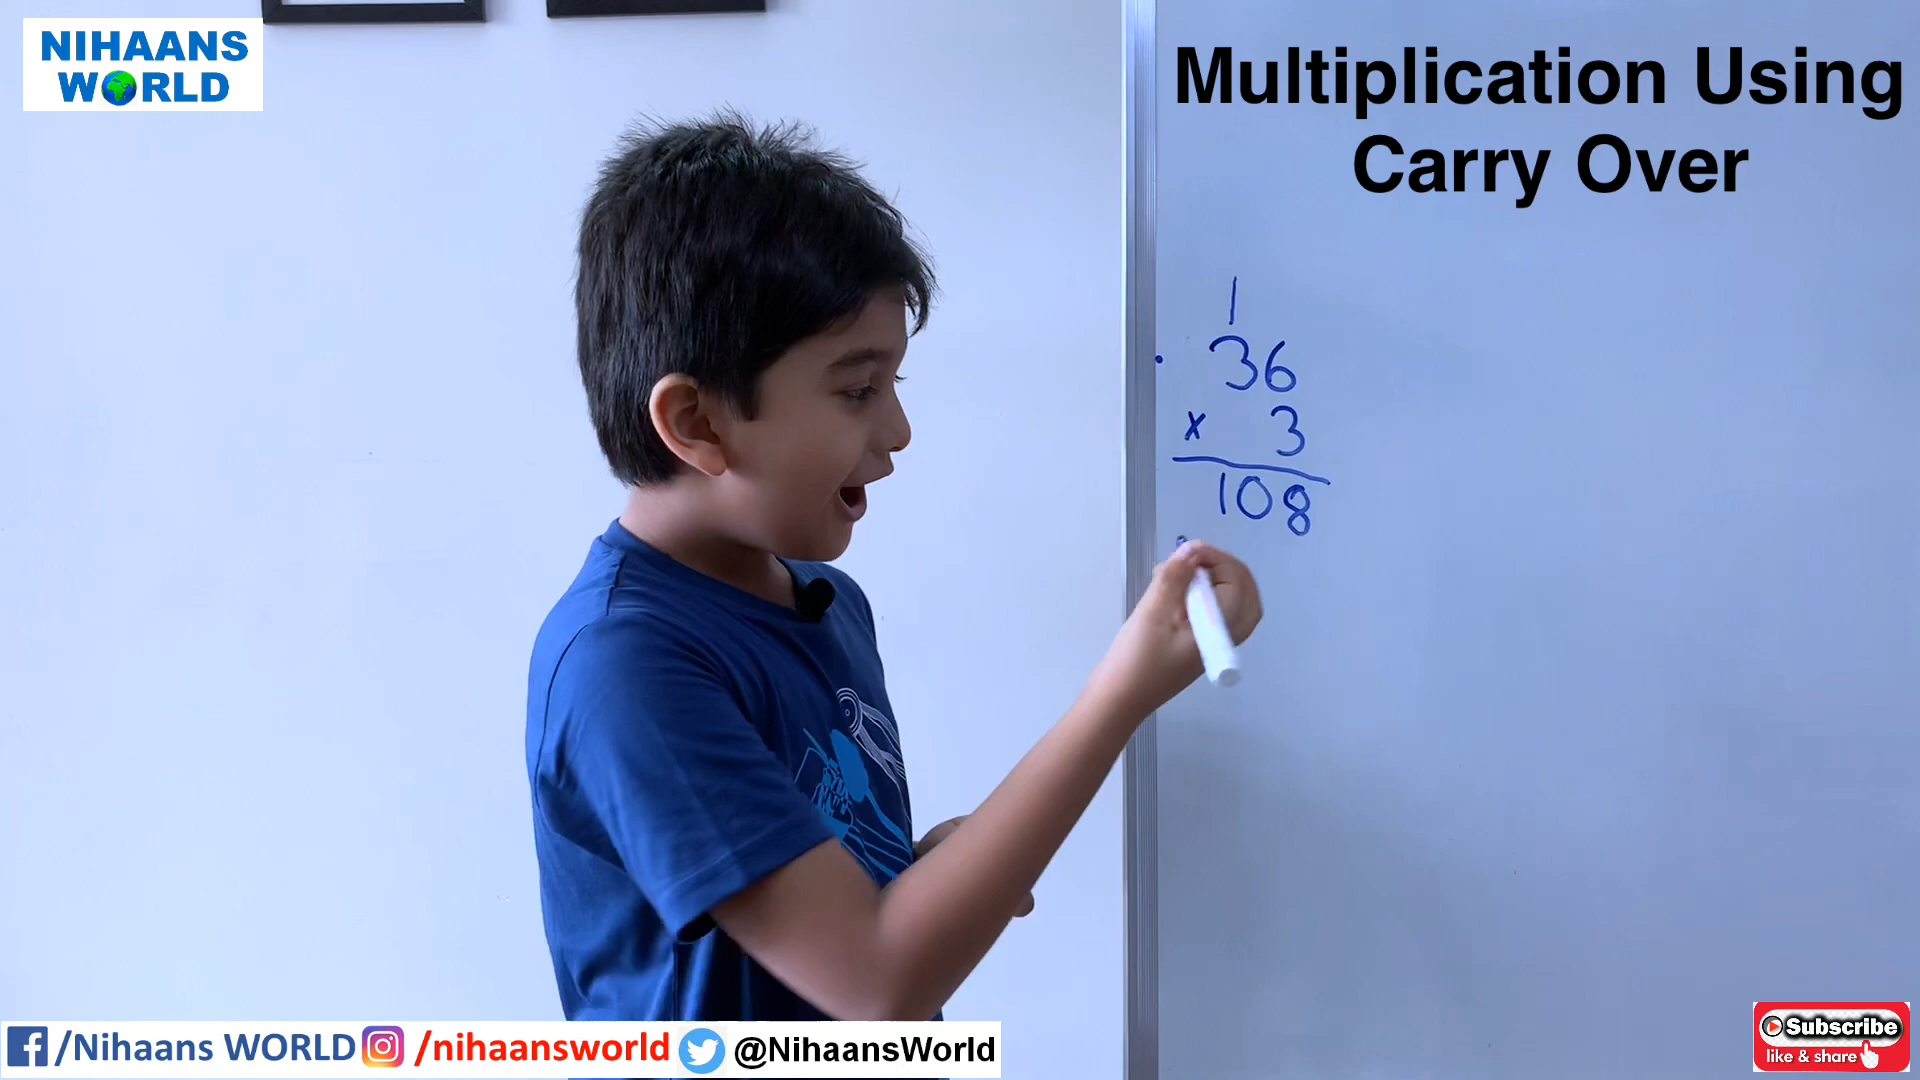 NIHAANS
WORLD
Multiplication Using
Carry Over
1
36
x 3
108
/Nihaans WORLD /nihaansworld @NihaansWorld
Subscribe
like & share